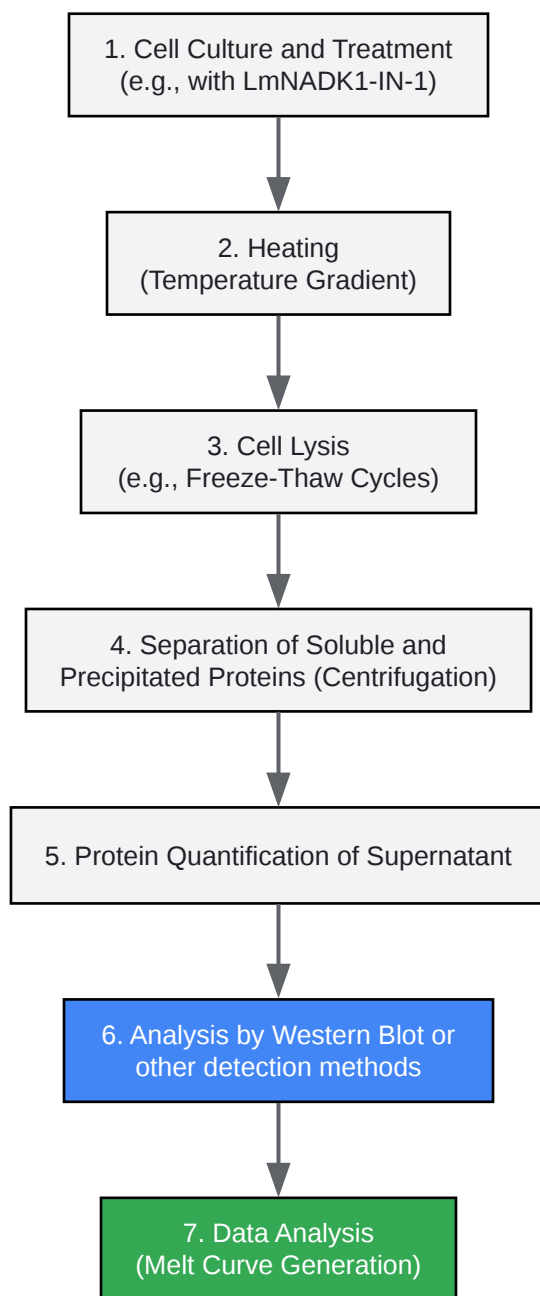 1. Cell Culture and Treatment
(e.g., with LmNADK1-IN-1)
2. Heating
(Temperature Gradient)
3. Cell Lysis
(e.g., Freeze-Thaw Cycles)
4. Separation of Soluble and
Precipitated Proteins (Centrifugation)
5. Protein Quantification of Supernatant
6. Analysis by Western Blot or
other detection methods
7. Data Analysis
(Melt Curve Generation)